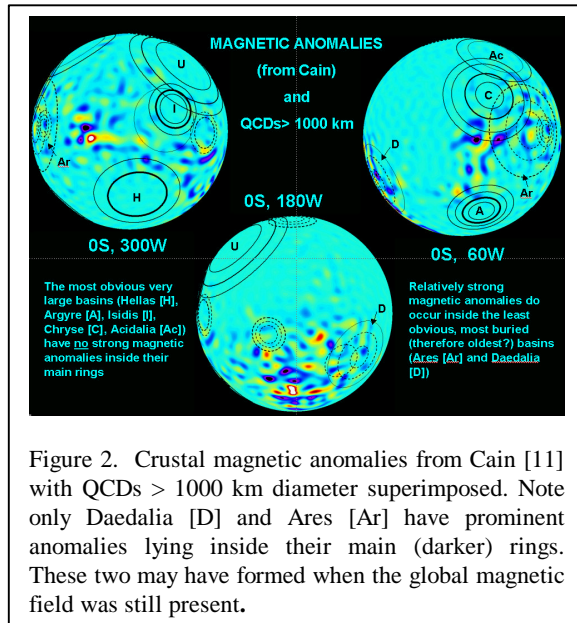 MAGNETIC ANOMALIES
(from Cain)
and
QCDs> 1000 km
U
I
Ar
H
Ac
C
D
Ar
A
0S, 300W
0S, 180W
0S, 60W
U
D
The most obvious very
large basins (Hellas [H],
Argyre [A], Isidis [I],
Chryse [C], Acidalia [Ac])
have no strong magnetic
anomalies inside their
main rings
Relatively strong
magnetic anomalies do
occur inside the least
obvious, most buried
(therefore oldest?) basins
(Ares [Ar] and Daedalia
[D])
Figure 2.  Crustal magnetic anomalies from Cain [11]
with QCDs > 1000 km diameter superimposed. Note
only Daedalia [D] and Ares [Ar] have prominent
anomalies lying inside their main (darker) rings.
These two may have formed when the global magnetic
field was still present.